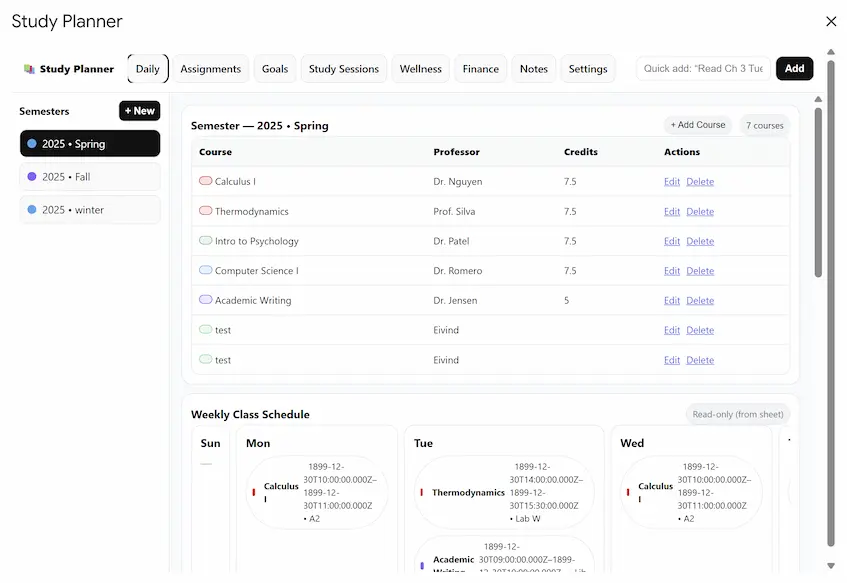 Study Planner
Study Planner Daily Assignments Goals Study Sessions Wellness Finance Notes Settings Quick add: "Read Ch 3 Tue Add
Semesters + New
2025 • Spring
2025 • Fall
2025 • winter
Semester — 2025 • Spring + Add Course 7 courses
Course Professor Credits Actions
Calculus I Dr. Nguyen 7.5 Edit Delete
Thermodynamics Prof. Silva 7.5 Edit Delete
Intro to Psychology Dr. Patel 7.5 Edit Delete
Computer Science I Dr. Romero 7.5 Edit Delete
Academic Writing Dr. Jensen 5 Edit Delete
test Eivind Edit Delete
test Eivind Edit Delete
Weekly Class Schedule Read-only (from sheet)
Sun
—
Mon
Calculus
I
1899-12-
30T10:00:00.000Z–
1899-12-
30T11:00:00.000Z
• A2
Tue
Thermodynamics
1899-12-
30T14:00:00.000Z–
1899-12-
30T15:30:00.000Z
• Lab W
Academic
1899-12-
30T09:00:00.000Z–1899-
Wed
Calculus
I
1899-12-
30T10:00:00.000Z–
1899-12-
30T11:00:00.000Z
• A2